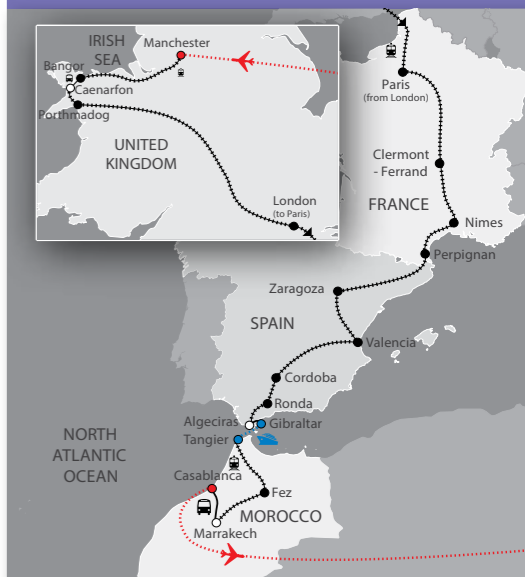 IRISH
SEA
Manchester
Bangor
Caenarfon
Porthmadog
UNITED
KINGDOM
London
(to Paris)
Paris
(from London)
Clermont
- Ferrand
FRANCE
Nimes
Perpignan
Zaragoza
SPAIN
Valencia
Cordoba
Ronda
Algeciras
Gibraltar
Tangier
NORTH
ATLANTIC
OCEAN
Casablanca
Fez
MOROCCO
Marrakech